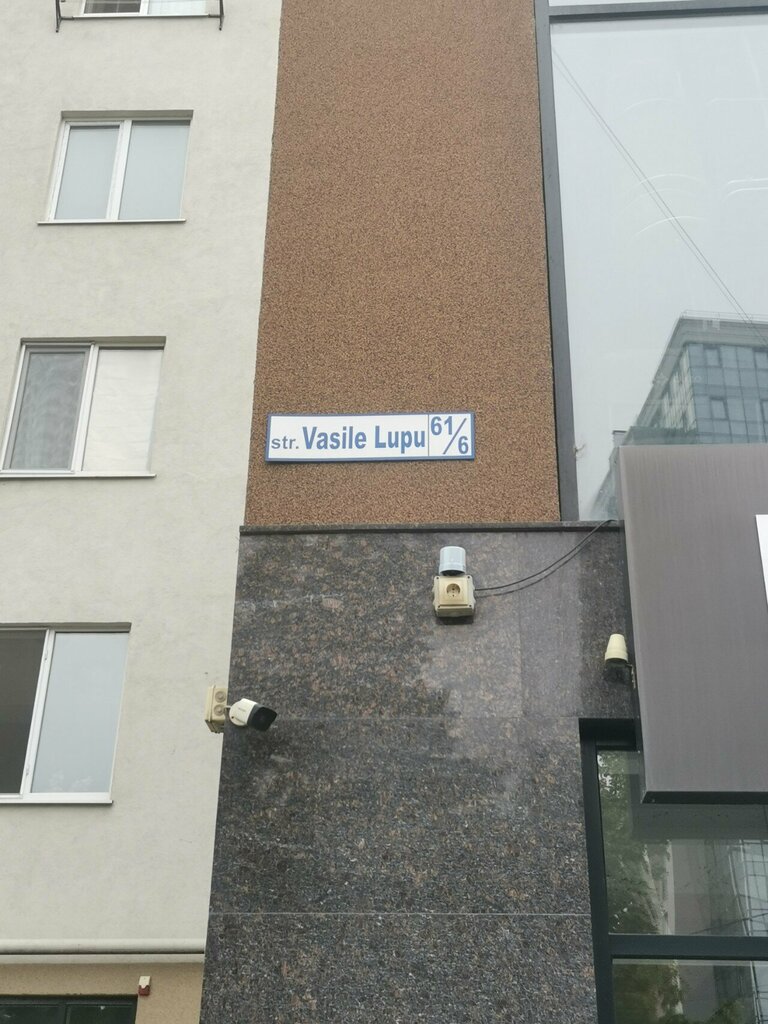 str. Vasile Lupu 61/6